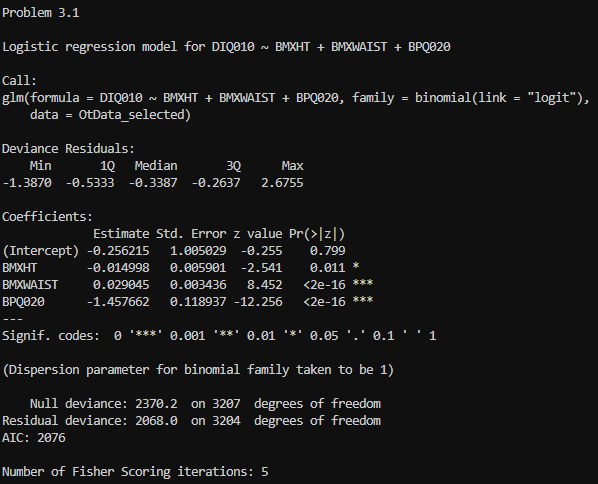 Problem 3.1
Logistic regression model for DIQ010 ~ BMXHT + BMXWAIST + BPQ020
Call:
glm(formula = DIQ010 ~ BMXHT + BMXWAIST + BPQ020, family = binomial(link = "logit"),
    data = OtData_selected)
Deviance Residuals:
    Min       1Q   Median       3Q      Max
-1.3870  -0.5333  -0.3387  -0.2637   2.6755
Coefficients:
             Estimate Std. Error z value Pr(>|z|)
(Intercept) -0.256215   1.005029  -0.255    0.799
BMXHT       -0.014998   0.005901  -2.541    0.011 *
BMXWAIST     0.029045   0.003436   8.452   <2e-16 ***
BPQ020      -1.457662   0.118937 -12.256   <2e-16 ***
---
Signif. codes:  0 '***' 0.001 '**' 0.01 '*' 0.05 '.' 0.1 ' ' 1
(Dispersion parameter for binomial family taken to be 1)
    Null deviance: 2370.2  on 3207  degrees of freedom
Residual deviance: 2068.0  on 3204  degrees of freedom
AIC: 2076
Number of Fisher Scoring iterations: 5